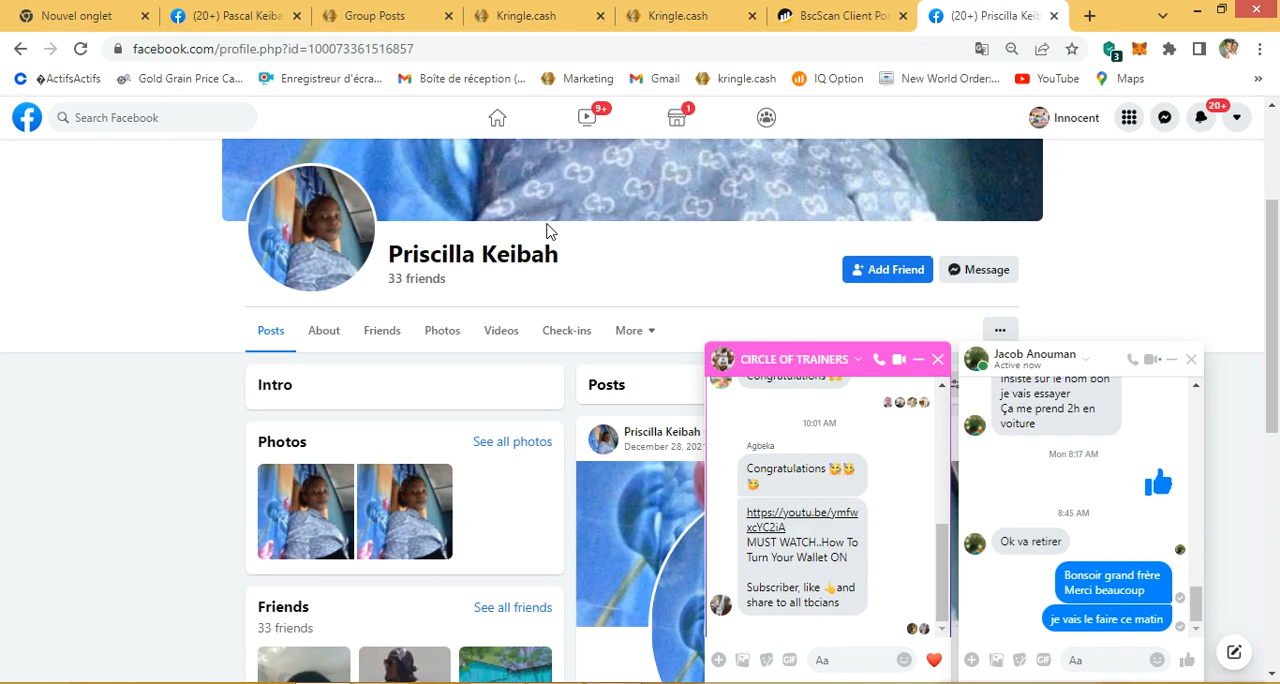 Nouvel onglet
(20+) Pascal Keiba
Group Posts
Kringle.cash
Kringle.cash
BscScan Client Por
(20+) Priscilla Keib
facebook.com/profile.php?id=100073361516857
3
�ActifsActifs
Gold Grain Price Ca...
Enregistreur d'écra...
Boîte de réception (...
Marketing
Gmail
kringle.cash
IQ Option
New World Order:...
YouTube
Maps
»
Search Facebook
9+
1
Innocent
20+
Priscilla Keibah
33 friends
Add Friend
Message
Posts
About
Friends
Photos
Videos
Check-ins
More
Intro
Photos
See all photos
Friends
See all friends
33 friends
Posts
Priscilla Keibah
December 28, 202
CIRCLE OF TRAINERS
Congratulations
10:01 AM
Agbeka
Congratulations 🥳🥳
🥳
https://youtu.be/ymfw
xcYC2iA
MUST WATCH..How To
Turn Your Wallet ON
Subscriber, like 👆and
share to all tbcians
GIF
Aa
Jacob Anouman
Active now
Insiste sur le nom bon
je vais essayer
Ça me prend 2h en
voiture
Mon 8:17 AM
8:45 AM
Ok va retirer
Bonsoir grand frère
Merci beaucoup
je vais le faire ce matin
GIF
Aa